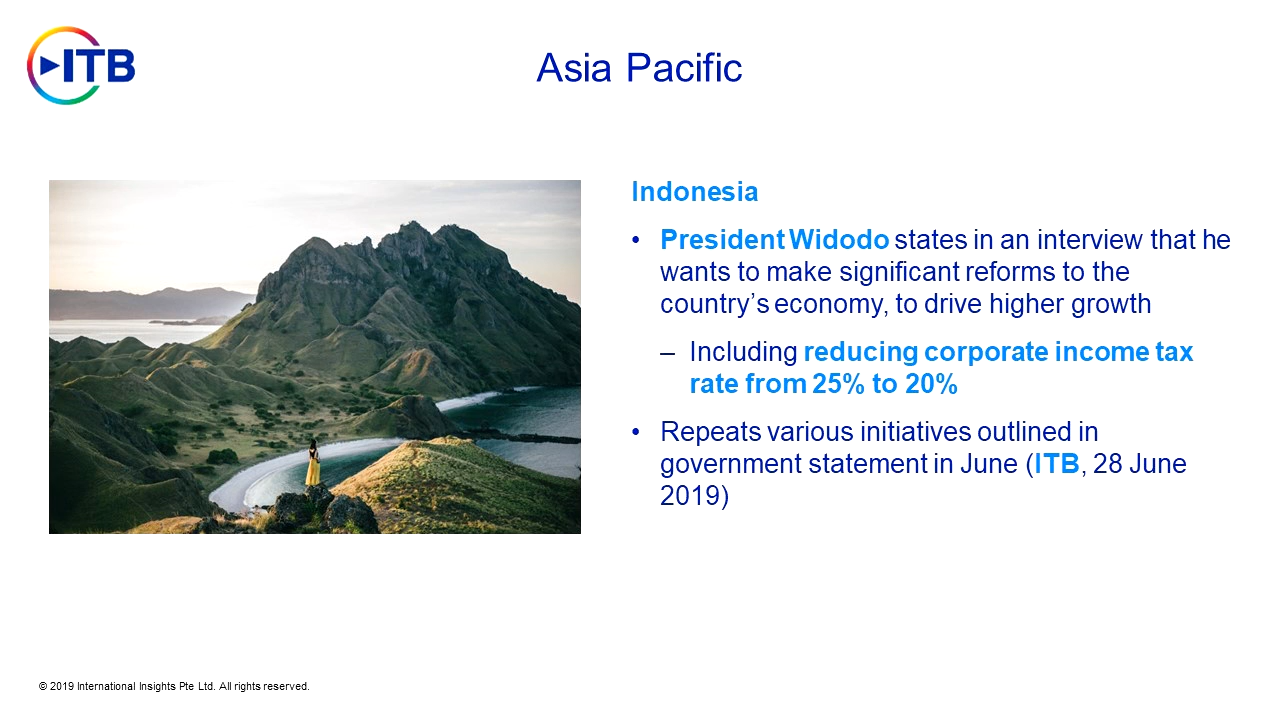 ITB
Asia Pacific
Indonesia
• President Widodo states in an interview that he
wants to make significant reforms to the
country’s economy, to drive higher growth
– Including reducing corporate income tax
rate from 25% to 20%
• Repeats various initiatives outlined in
government statement in June (ITB, 28 June
2019)
© 2019 International Insights Pte Ltd. All rights reserved.